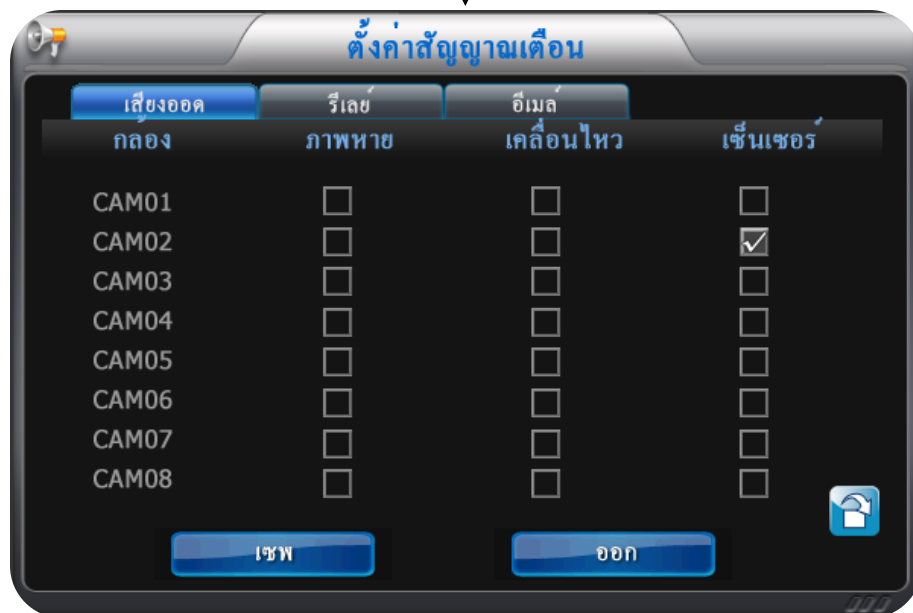 ตั้งค่าสัญญาณเตือน
เสียงออด รีเลย์ อีเมล์
กล้อง ภาพหาย เคลื่อนไหว เซ็นเซอร์
CAM01
CAM02
CAM03
CAM04
CAM05
CAM06
CAM07
CAM08
เซพ ออก